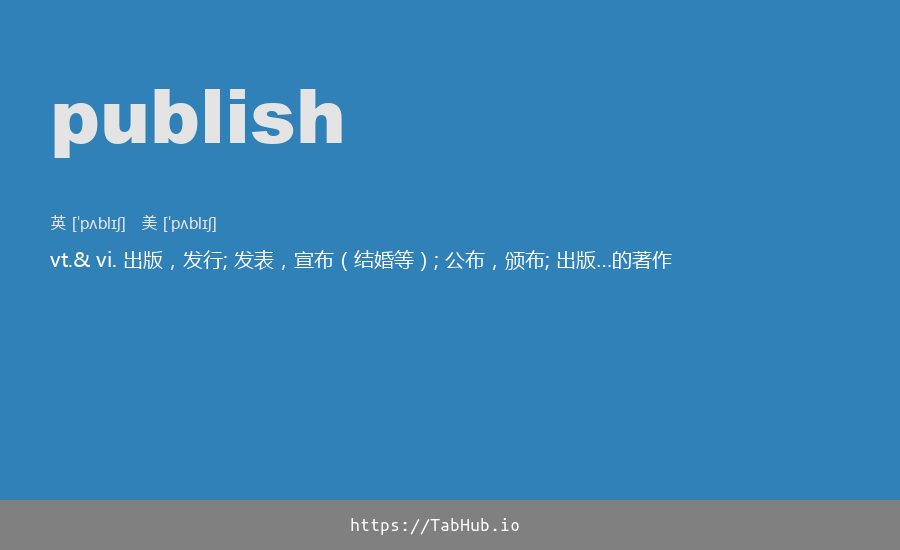 publish
英 [ˈpʌblɪʃ] 美 [ˈpʌblɪʃ]
vt.& vi. 出版，发行; 发表，宣布（结婚等）; 公布，颁布; 出版…的著作
https://TabHub.io